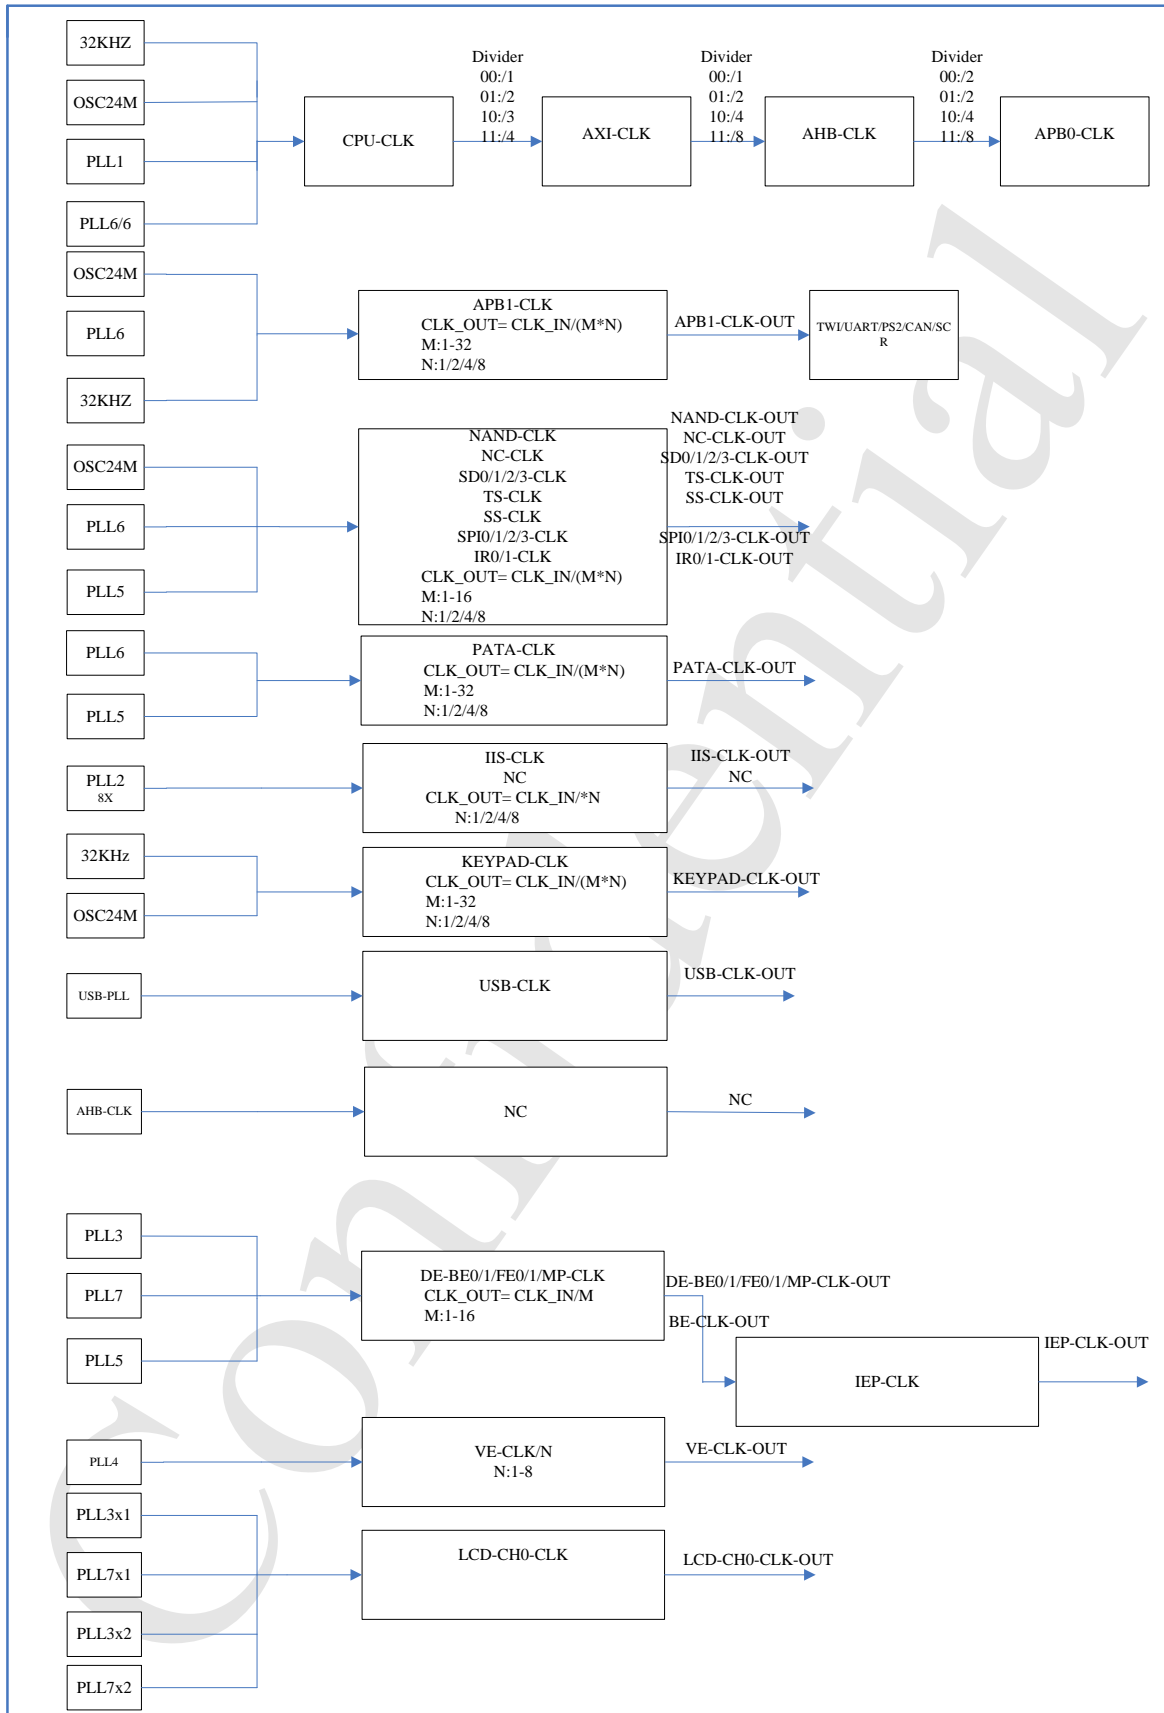 32KHZ
OSC24M
PLL1
PLL6/6
CPU-CLK
Divider
00:/1
01:/2
10:/3
11:/4
AXI-CLK
Divider
00:/1
01:/2
10:/4
11:/8
AHB-CLK
Divider
00:/2
01:/2
10:/4
11:/8
APB0-CLK
OSC24M
PLL6
32KHZ
APB1-CLK
CLK_OUT= CLK_IN/(M*N)
M:1-32
N:1/2/4/8
APB1-CLK-OUT
TWI/UART/PS2/CAN/SC
R
OSC24M
PLL6
PLL5
NAND-CLK
NC-CLK
SD0/1/2/3-CLK
TS-CLK
SS-CLK
SPI0/1/2/3-CLK
IR0/1-CLK
CLK_OUT= CLK_IN/(M*N)
M:1-16
N:1/2/4/8
NAND-CLK-OUT
NC-CLK-OUT
SD0/1/2/3-CLK-OUT
TS-CLK-OUT
SS-CLK-OUT
SPI0/1/2/3-CLK-OUT
IR0/1-CLK-OUT
PLL6
PLL5
PATA-CLK
CLK_OUT= CLK_IN/(M*N)
M:1-32
N:1/2/4/8
PATA-CLK-OUT
PLL2
8X
IIS-CLK
NC
CLK_OUT= CLK_IN/*N
N:1/2/4/8
IIS-CLK-OUT
NC
32KHz
OSC24M
KEYPAD-CLK
CLK_OUT= CLK_IN/(M*N)
M:1-32
N:1/2/4/8
KEYPAD-CLK-OUT
USB-PLL
USB-CLK
USB-CLK-OUT
AHB-CLK
NC
NC
PLL3
PLL7
PLL5
DE-BE0/1/FE0/1/MP-CLK
CLK_OUT= CLK_IN/M
M:1-16
DE-BE0/1/FE0/1/MP-CLK-OUT
BE-CLK-OUT
IEP-CLK
IEP-CLK-OUT
PLL4
VE-CLK/N
N:1-8
VE-CLK-OUT
PLL3x1
PLL7x1
PLL3x2
PLL7x2
LCD-CH0-CLK
LCD-CH0-CLK-OUT
Confidential